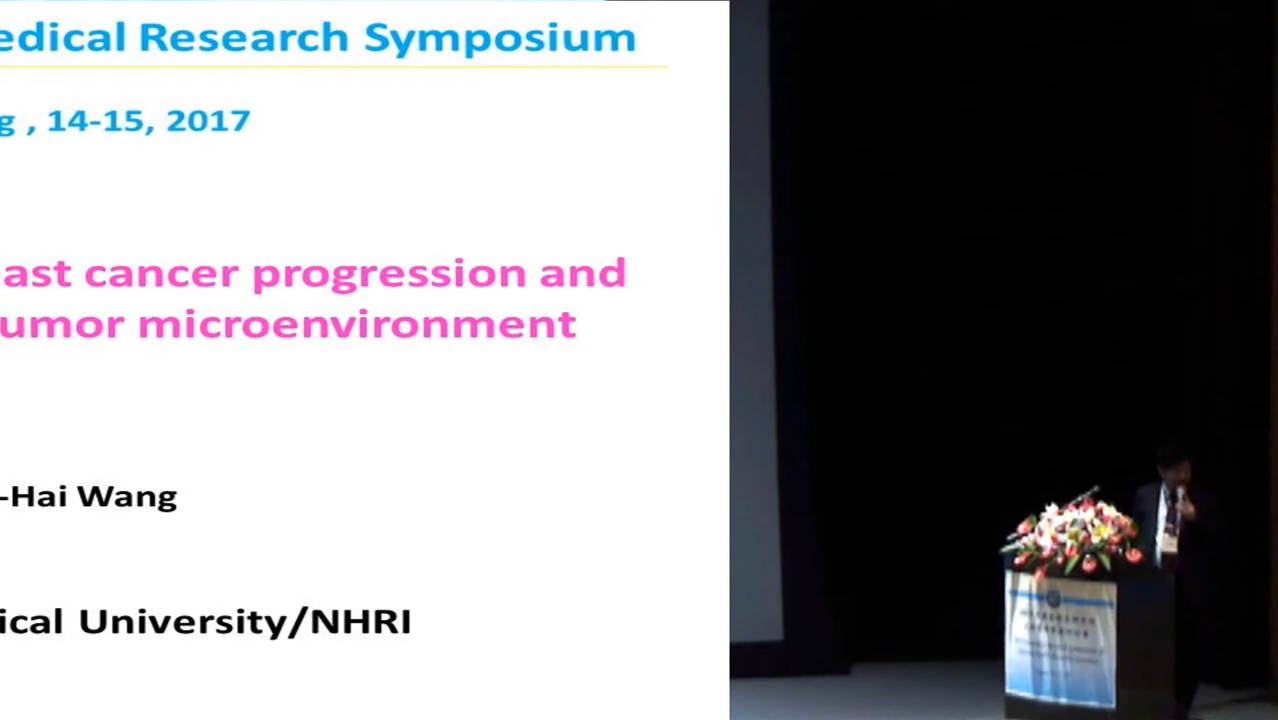 edical Research Symposium
g , 14-15, 2017
ast cancer progression and
umor microenvironment
-Hai Wang
ical University/NHRI